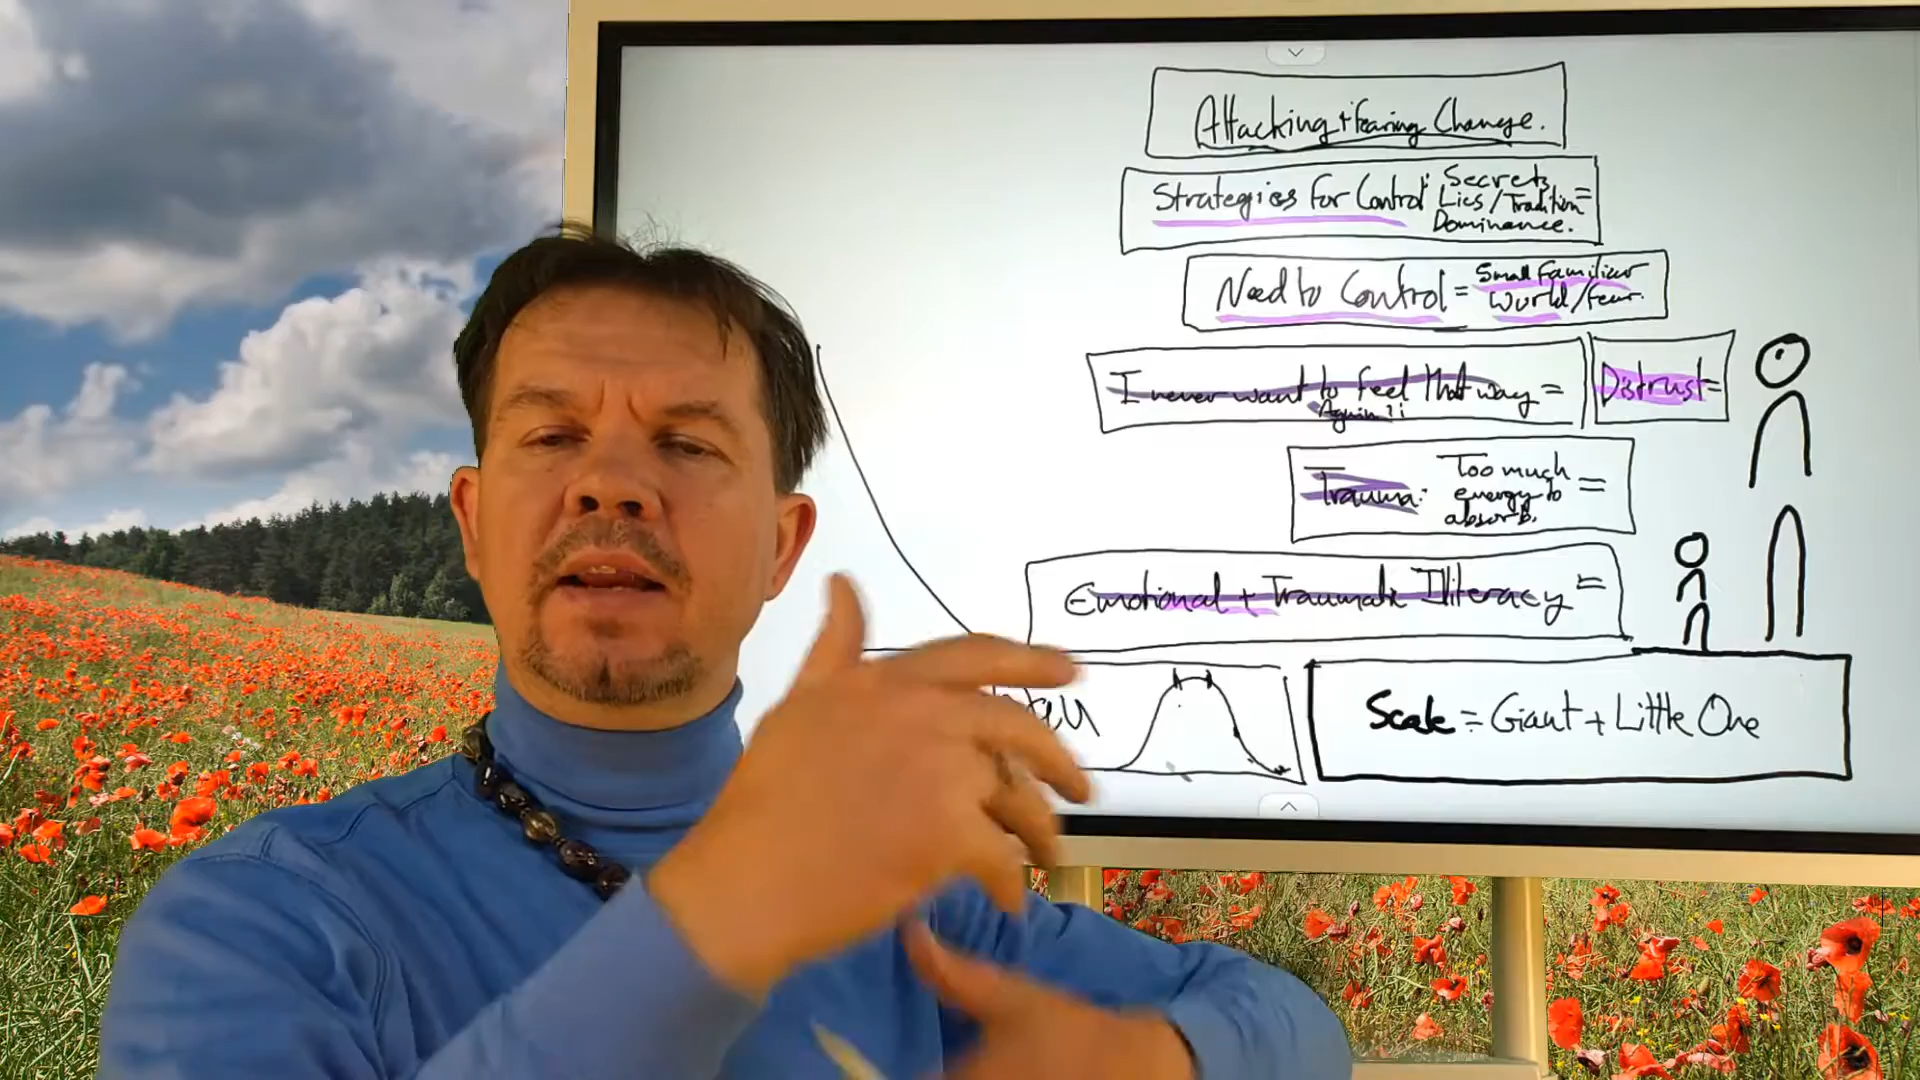 Attacking + Fearing Change.
Strategies For Control: Secrets
Lies / Tradition =
Dominance.
Need to Control = Small Familiar
World / Fear.
I never want to feel that way =
Again!!
Distrust =
Trauma: Too much =
energy to
absorb.
Emotional + Traumatic Illiteracy =
Scale = Giant + Little One